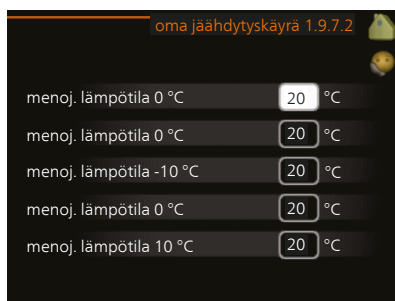 oma jäähdytyskäyrä 1.9.7.2
menoj. lämpötila 0 °C 20 °C
menoj. lämpötila 0 °C 20 °C
menoj. lämpötila -10 °C 20 °C
menoj. lämpötila 0 °C 20 °C
menoj. lämpötila 10 °C 20 °C